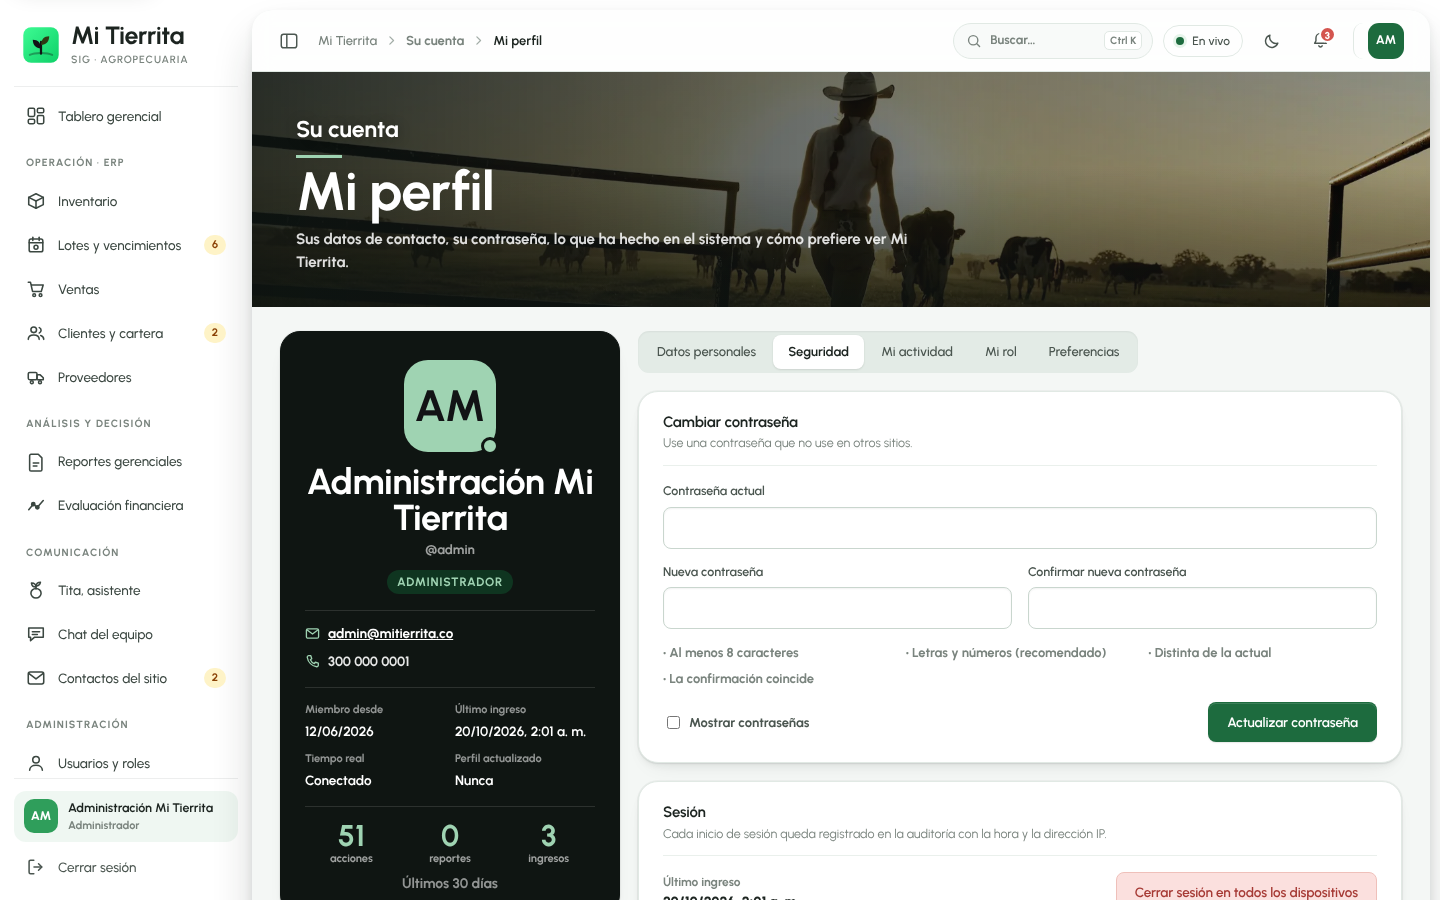 Mi Tierrita
SIG · AGROPECUARIA
Tablero gerencial
OPERACIÓN · ERP
Inventario
Lotes y vencimientos 6
Ventas
Clientes y cartera 2
Proveedores
ANÁLISIS Y DECISIÓN
Reportes gerenciales
Evaluación financiera
COMUNICACIÓN
Tita, asistente
Chat del equipo
Contactos del sitio 2
ADMINISTRACIÓN
Usuarios y roles
AM Administración Mi Tierrita
Administrador
Cerrar sesión
Mi Tierrita > Su cuenta > Mi perfil
Buscar... Ctrl K
En vivo
3
AM
Su cuenta
Mi perfil
Sus datos de contacto, su contraseña, lo que ha hecho en el sistema y cómo prefiere ver Mi
Tierrita.
AM
Administración Mi
Tierrita
@admin
ADMINISTRADOR
admin@mitierrita.co
300 000 0001
Miembro desde Último ingreso
12/06/2026 20/10/2026, 2:01 a. m.
Tiempo real Perfil actualizado
Conectado Nunca
51 0 3
acciones reportes ingresos
Últimos 30 días
Datos personales Seguridad Mi actividad Mi rol Preferencias
Cambiar contraseña
Use una contraseña que no use en otros sitios.
Contraseña actual
Nueva contraseña Confirmar nueva contraseña
· Al menos 8 caracteres · Letras y números (recomendado) · Distinta de la actual
· La confirmación coincide
Mostrar contraseñas Actualizar contraseña
Sesión
Cada inicio de sesión queda registrado en la auditoría con la hora y la dirección IP.
Último ingreso
20/10/2026, 2:01 a. m.
Cerrar sesión en todos los dispositivos